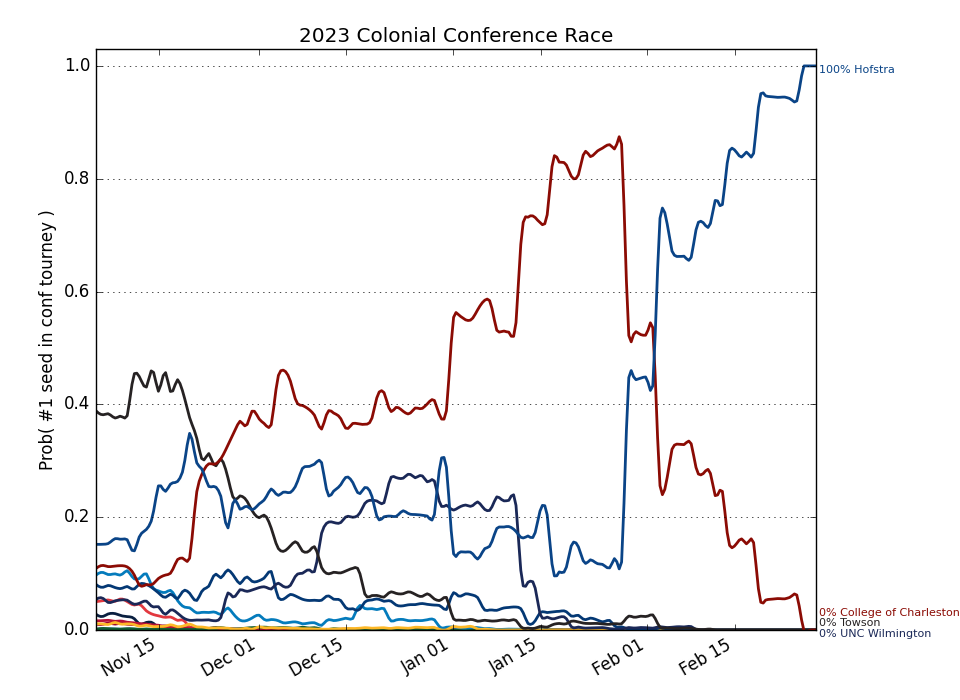 2023 Colonial Conference Race
Prob( #1 seed in conf tourney )
1.0
0.8
0.6
0.4
0.2
0.0
Nov 15
Dec 01
Dec 15
Jan 01
Jan 15
Feb 01
Feb 15
100% Hofstra
0% College of Charleston
0% Towson
0% UNC Wilmington